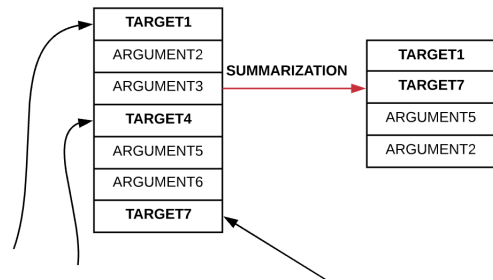 TARGET1
ARGUMENT2
ARGUMENT3
TARGET4
ARGUMENT5
ARGUMENT6
TARGET7
SUMMARIZATION
TARGET1
TARGET7
ARGUMENT5
ARGUMENT2